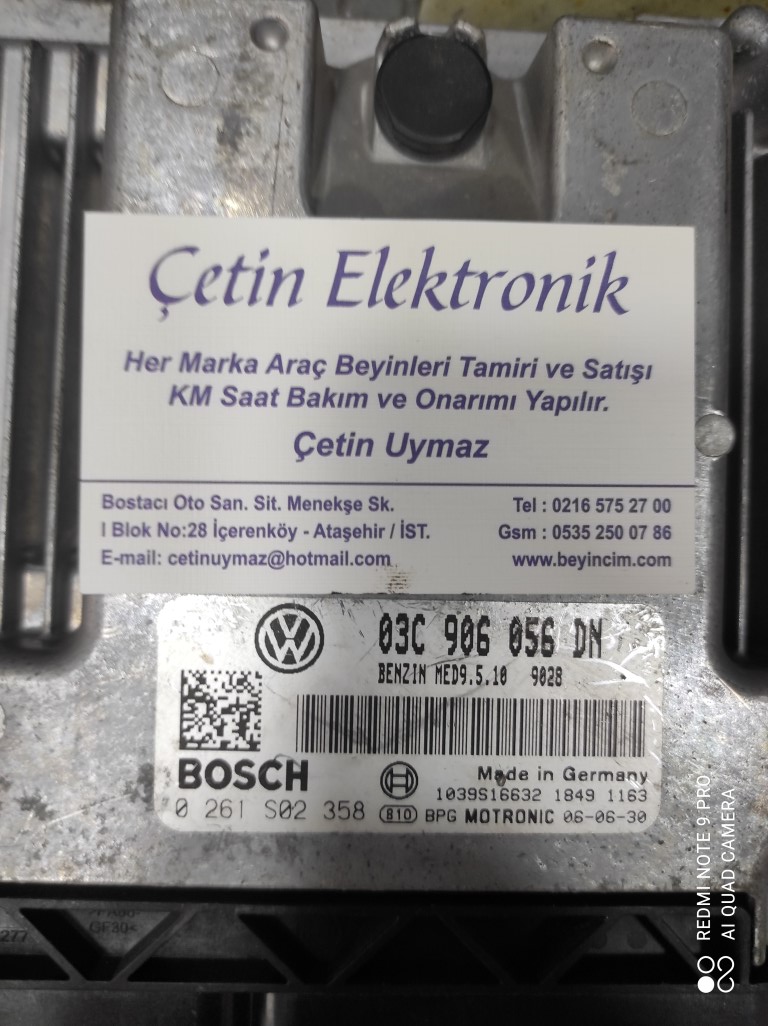 Çetin Elektronik
Her Marka Araç Beyinleri Tamiri ve Satışı
KM Saat Bakım ve Onarımı Yapılır.
Çetin Uymaz
Bostacı Oto San. Sit. Menekşe Sk.
I Blok No:28 İçerenköy - Ataşehir / İST.
E-mail: cetinuymaz@hotmail.com
Tel : 0216 575 27 00
Gsm : 0535 250 07 86
www.beyincim.com
03C 906 056 DN
BENZIN MED9.5.10 9028
BOSCH
Made in Germany
1039S16632 1849 1163
0 261 S02 358 810 BPG MOTRONIC 06-06-30
GF30<
277
REDMI NOTE 9 PRO
AI QUAD CAMERA